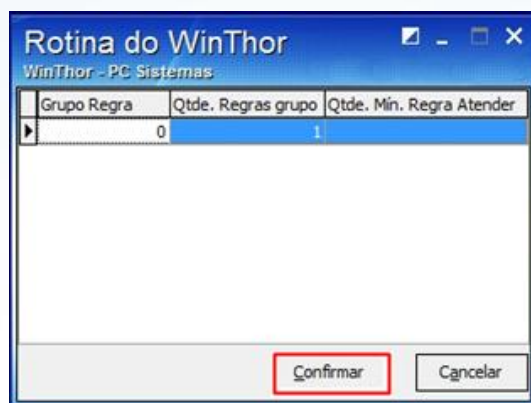 Rotina do WinThor
WinThor - PC Sistemas
Grupo Regra Qtde. Regras grupo Qtde. Mín. Regra Atender
0 1
Confirmar Cancelar